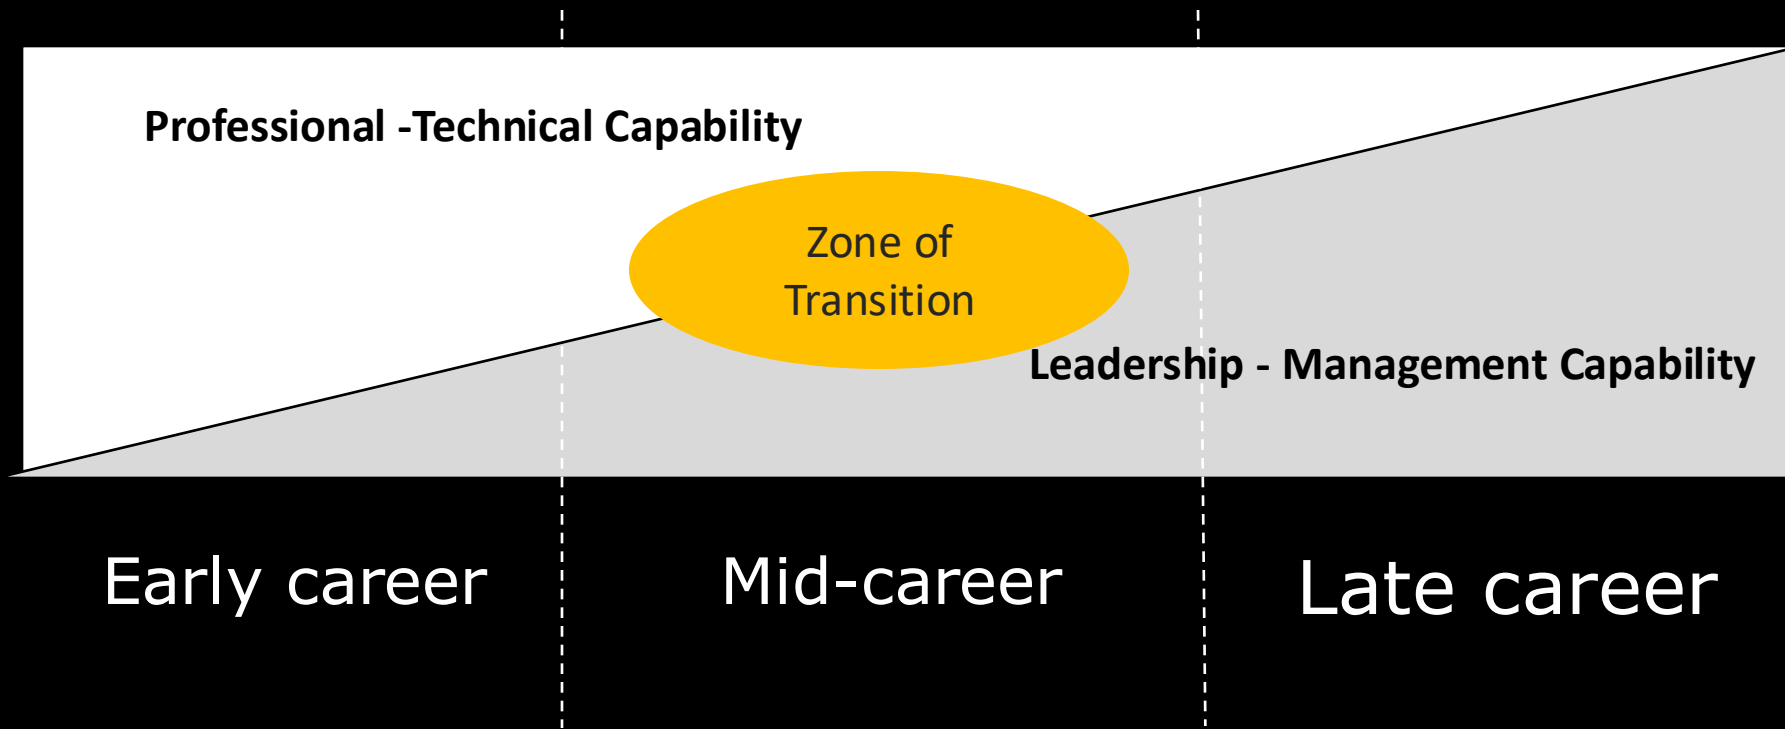 Professional -Technical Capability
Zone of
Transition
Leadership - Management Capability
Early career
Mid-career
Late career